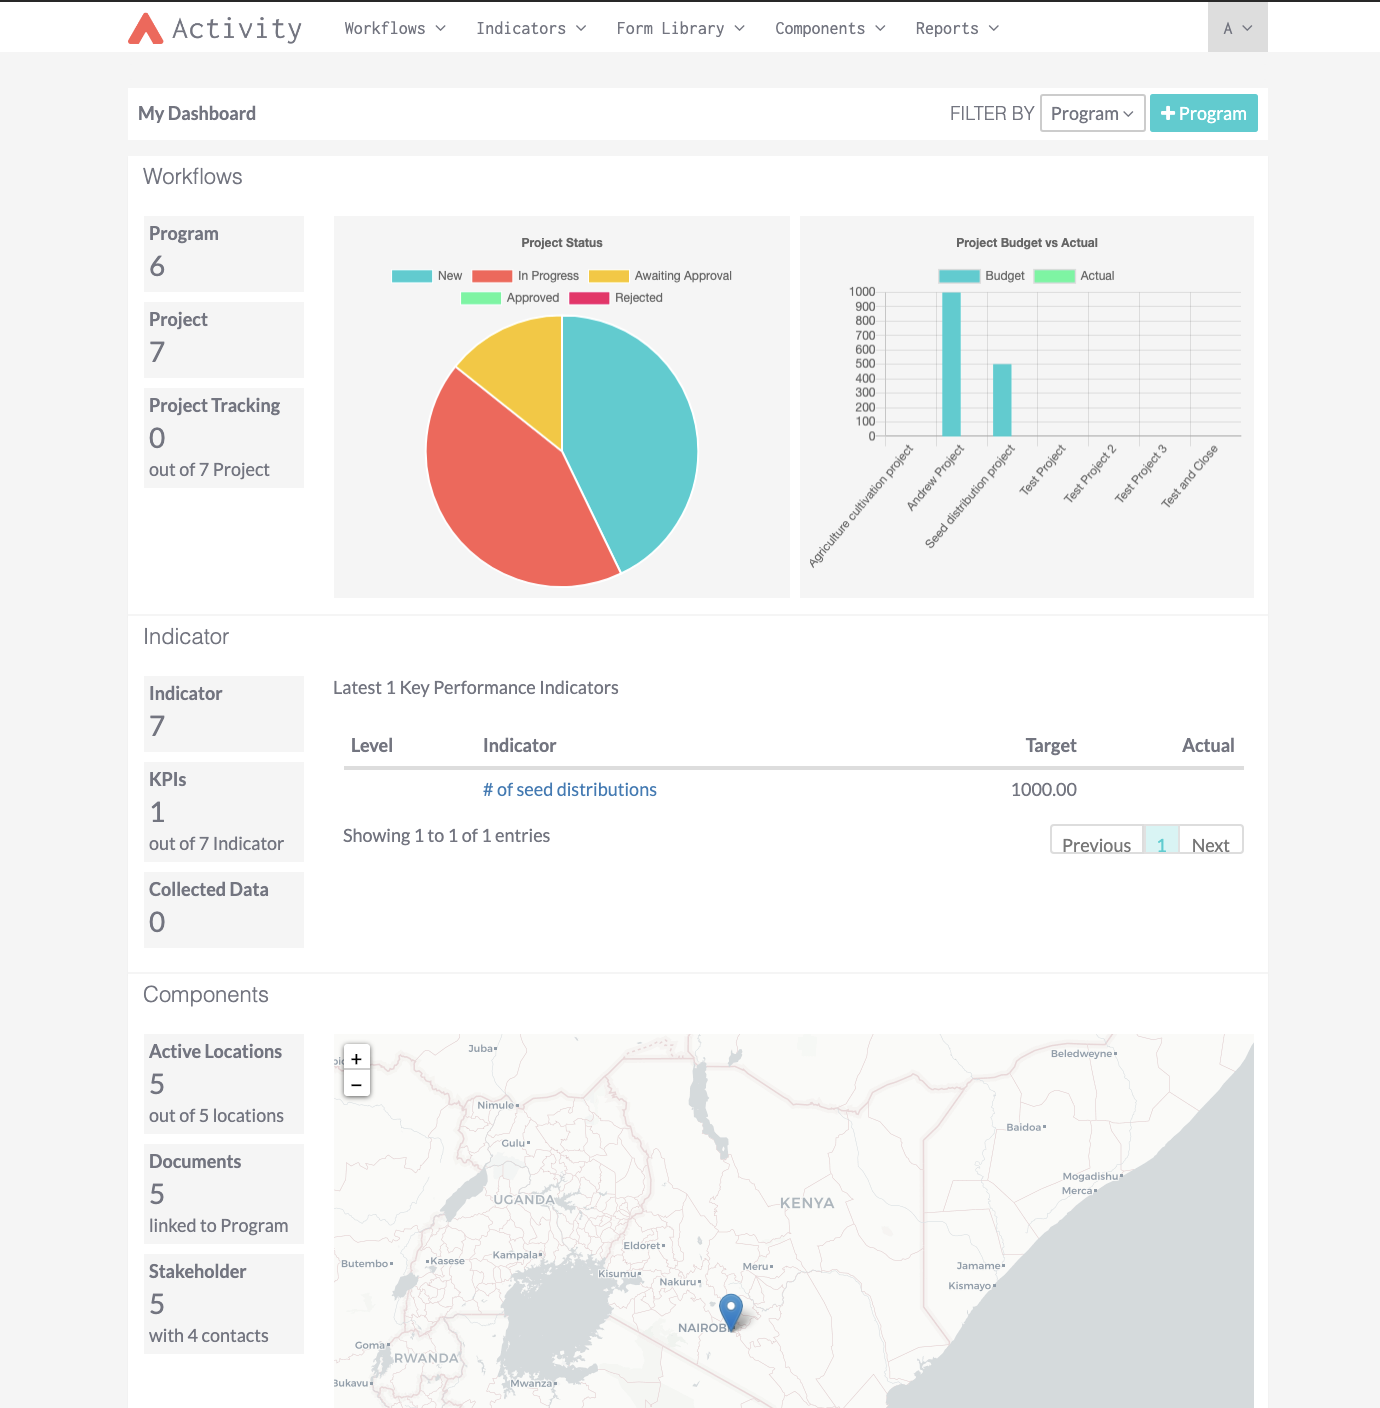 Activity
Workflows
Indicators
Form Library
Components
Reports
A
My Dashboard
FILTER BY
Program
+ Program
Workflows
Program
6
Project
7
Project Tracking
0
out of 7 Project
Project Status
New In Progress Awaiting Approval
Approved Rejected
Project Budget vs Actual
Budget Actual
1000
900
800
700
600
500
400
300
200
100
0
Agriculture cultivation project
Andrew Project
Seed distribution project
Test Project
Test Project 2
Test Project 3
Test and Close
Indicator
Indicator
7
KPIs
1
out of 7 Indicator
Collected Data
0
Latest 1 Key Performance Indicators
Level Indicator Target Actual
# of seed distributions 1000.00
Showing 1 to 1 of 1 entries
Previous 1 Next
Components
Active Locations
5
out of 5 locations
Documents
5
linked to Program
Stakeholder
5
with 4 contacts
+
−
Juba
Beledweyne
Nimule
Baidoa
Gulu
Mogadishu
Merca
UGANDA
KENYA
Eldoret
Kampala
Butembo
Kasese
Kisumu
Nakuru
Meru
Jamame
Kismayo
NAIROBI
Goma
RWANDA
Bukavu
Mwanza